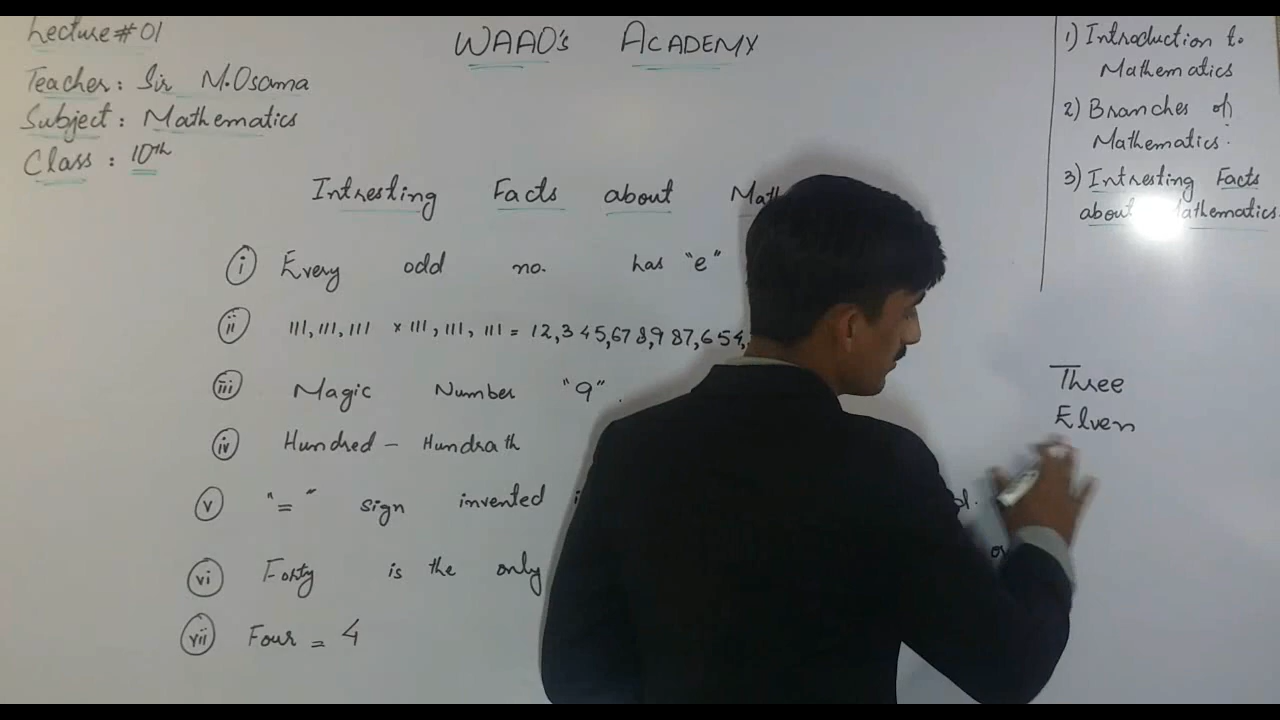 Lecture#01
WAAO's ACADEMY
Teacher: Sir M.Osama
Subject: Mathematics
Class: 10th
1) Introduction to
Mathematics
2) Branches of
Mathematics.
3) Intresting Facts
about Mathematics.
Intresting Facts about Math
i Every odd no. has "e"
ii 111,111,111 x 111,111,111 = 12,345,678,987,654,
iii Magic Number "9".
iv Hundred - Hundrath
v "=" sign invented
vi Forty is the only
vii Four = 4
Three
Elven